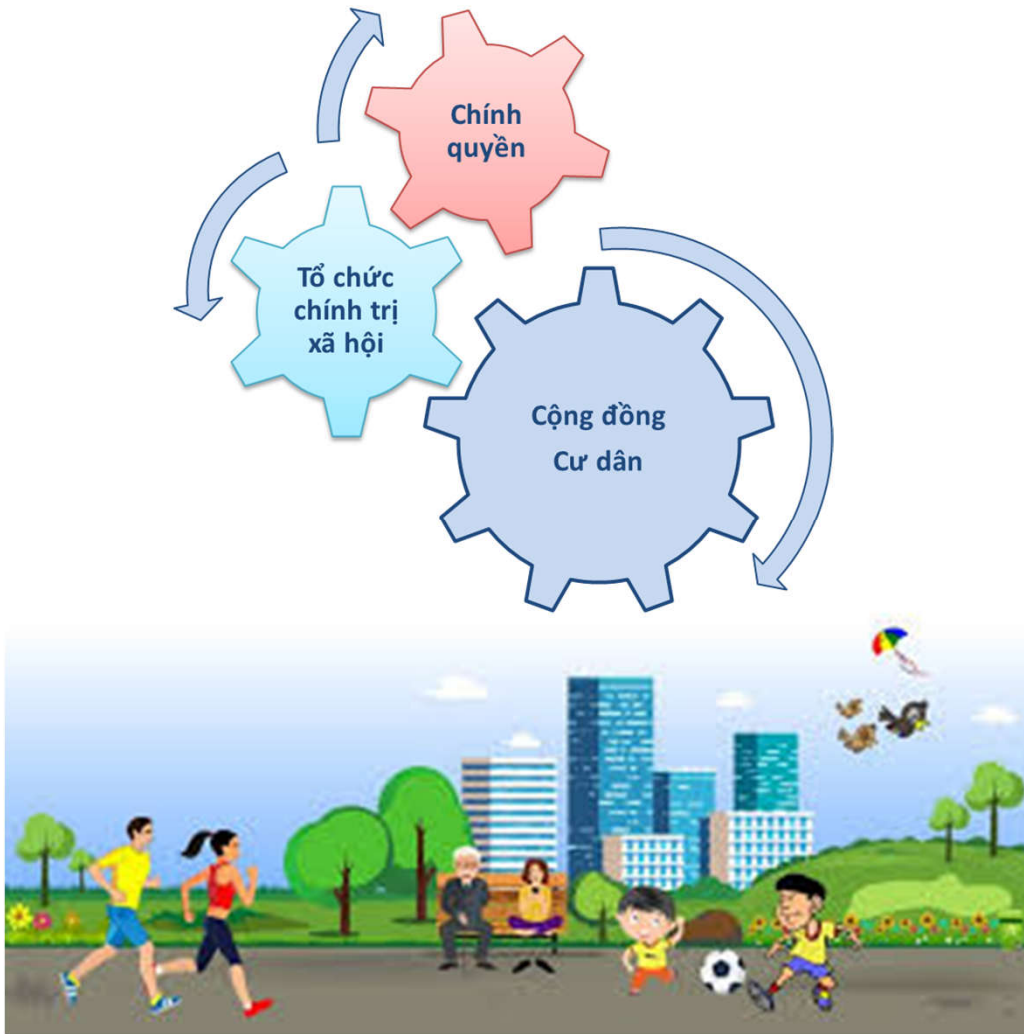 Chính
quyền
Tổ chức
chính trị
xã hội
Cộng đồng
Cư dân